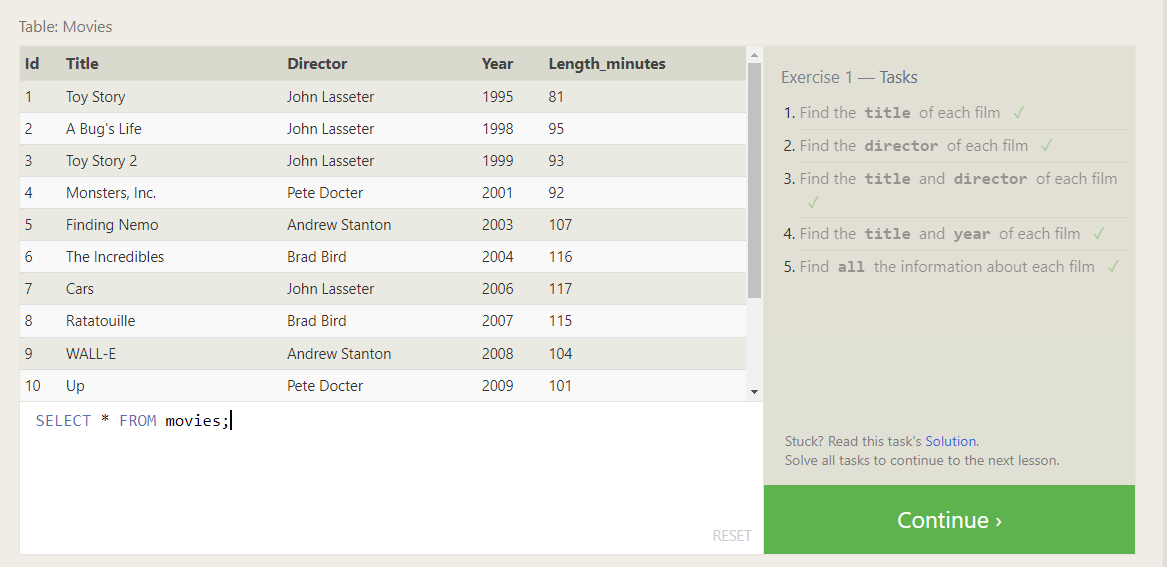 Table: Movies
Id Title Director Year Length_minutes
1 Toy Story John Lasseter 1995 81
2 A Bug's Life John Lasseter 1998 95
3 Toy Story 2 John Lasseter 1999 93
4 Monsters, Inc. Pete Docter 2001 92
5 Finding Nemo Andrew Stanton 2003 107
6 The Incredibles Brad Bird 2004 116
7 Cars John Lasseter 2006 117
8 Ratatouille Brad Bird 2007 115
9 WALL-E Andrew Stanton 2008 104
10 Up Pete Docter 2009 101
SELECT * FROM movies;
RESET
Exercise 1 — Tasks
1. Find the title of each film ✓
2. Find the director of each film ✓
3. Find the title and director of each film
✓
4. Find the title and year of each film ✓
5. Find all the information about each film ✓
Stuck? Read this task's Solution.
Solve all tasks to continue to the next lesson.
Continue ›